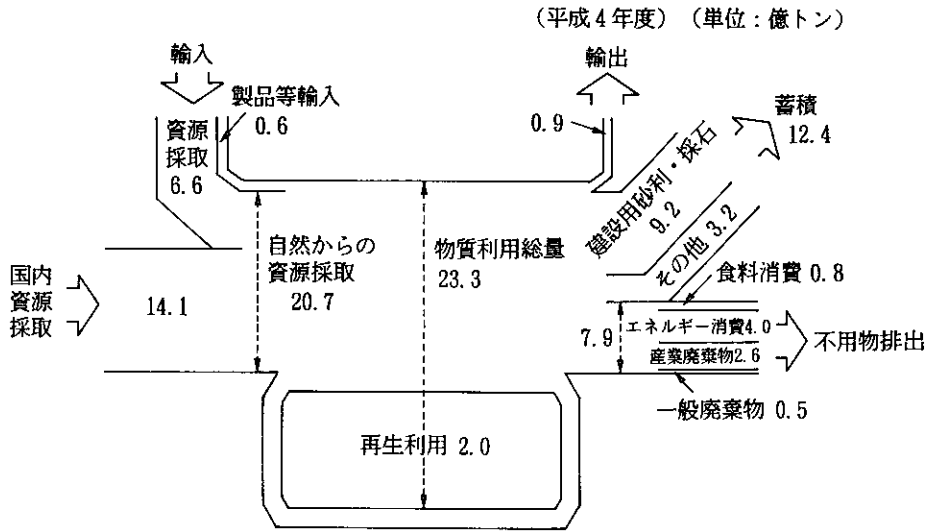 （平成４年度）（単位：億トン）
輸入
製品等輸入
0.6
資源
採取
6.6
輸出
0.9
蓄積
12.4
建設用砂利・採石
9.2
その他 3.2
自然からの
資源採取
20.7
物質利用総量
23.3
国内
資源
採取
14.1
食料消費 0.8
7.9
エネルギー消費4.0
産業廃棄物2.6
不用物排出
一般廃棄物 0.5
再生利用 2.0